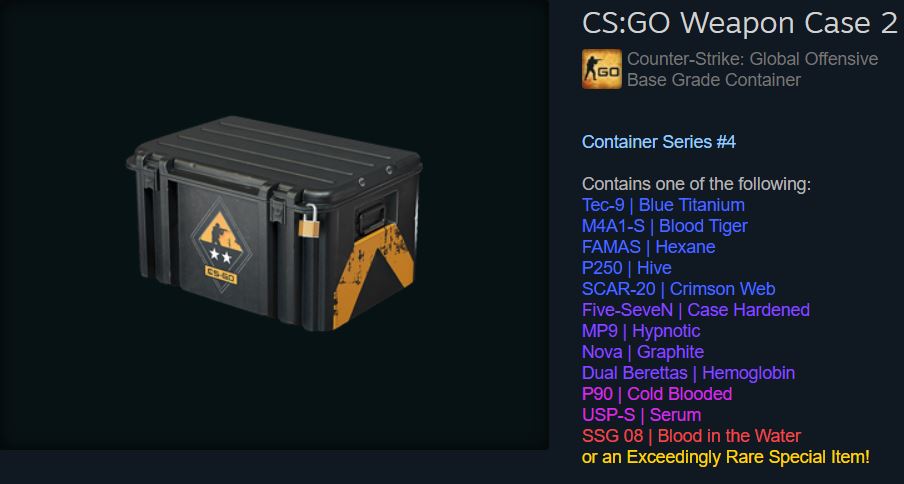 CS:GO Weapon Case 2
GO
Counter-Strike: Global Offensive
Base Grade Container
Container Series #4
Contains one of the following:
Tec-9 | Blue Titanium
M4A1-S | Blood Tiger
FAMAS | Hexane
P250 | Hive
SCAR-20 | Crimson Web
Five-SeveN | Case Hardened
MP9 | Hypnotic
Nova | Graphite
Dual Berettas | Hemoglobin
P90 | Cold Blooded
USP-S | Serum
SSG 08 | Blood in the Water
or an Exceedingly Rare Special Item!
CS-GO